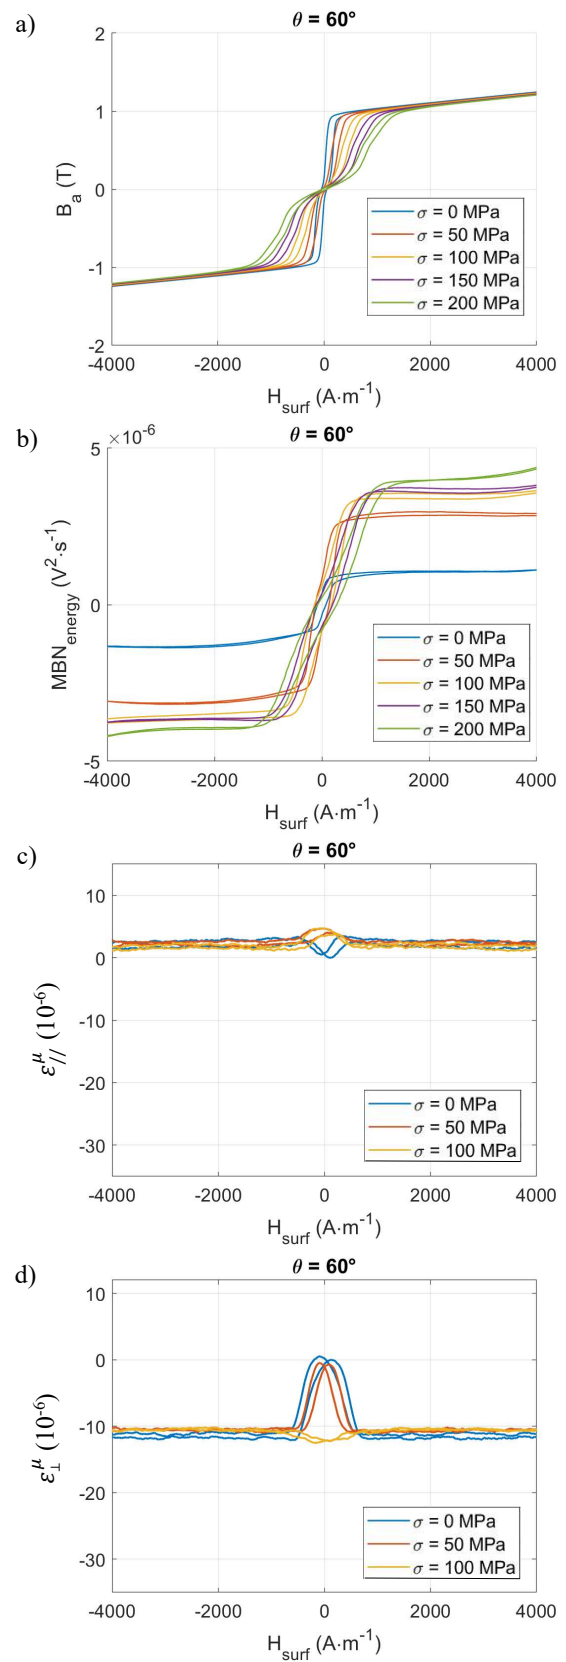 a)
θ = 60°
2
1
0
-1
-2
B_a (T)
σ = 0 MPa
σ = 50 MPa
σ = 100 MPa
σ = 150 MPa
σ = 200 MPa
-4000 -2000 0 2000 4000
H_surf (A·m^-1)
b)
×10^-6
θ = 60°
5
0
-5
MBN_energy (V^2·s^-1)
σ = 0 MPa
σ = 50 MPa
σ = 100 MPa
σ = 150 MPa
σ = 200 MPa
-4000 -2000 0 2000 4000
H_surf (A·m^-1)
c)
θ = 60°
10
0
-10
-20
-30
ε^μ_// (10^-6)
σ = 0 MPa
σ = 50 MPa
σ = 100 MPa
-4000 -2000 0 2000 4000
H_surf (A·m^-1)
d)
θ = 60°
10
0
-10
-20
-30
ε^μ_⊥ (10^-6)
σ = 0 MPa
σ = 50 MPa
σ = 100 MPa
-4000 -2000 0 2000 4000
H_surf (A·m^-1)